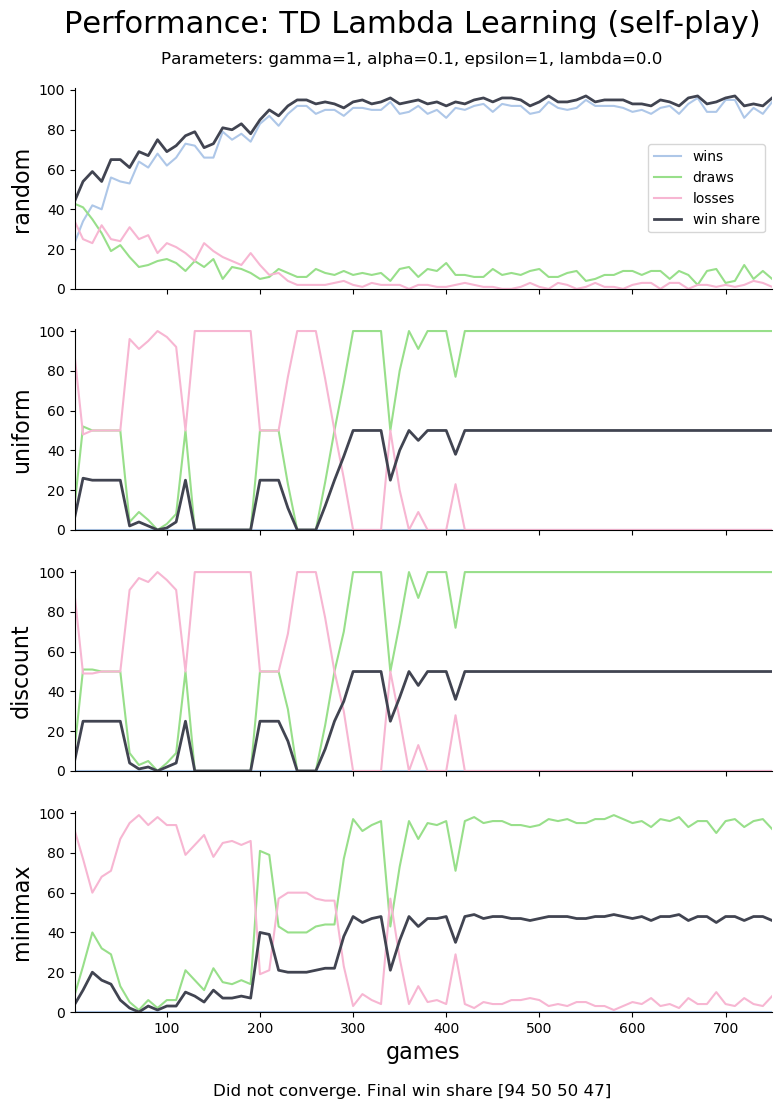 Performance: TD Lambda Learning (self-play)
Parameters: gamma=1, alpha=0.1, epsilon=1, lambda=0.0
random
100
80
60
40
20
0
wins
draws
losses
win share
uniform
100
80
60
40
20
0
discount
100
80
60
40
20
0
minimax
100
80
60
40
20
0
100 200 300 400 500 600 700
games
Did not converge. Final win share [94 50 50 47]